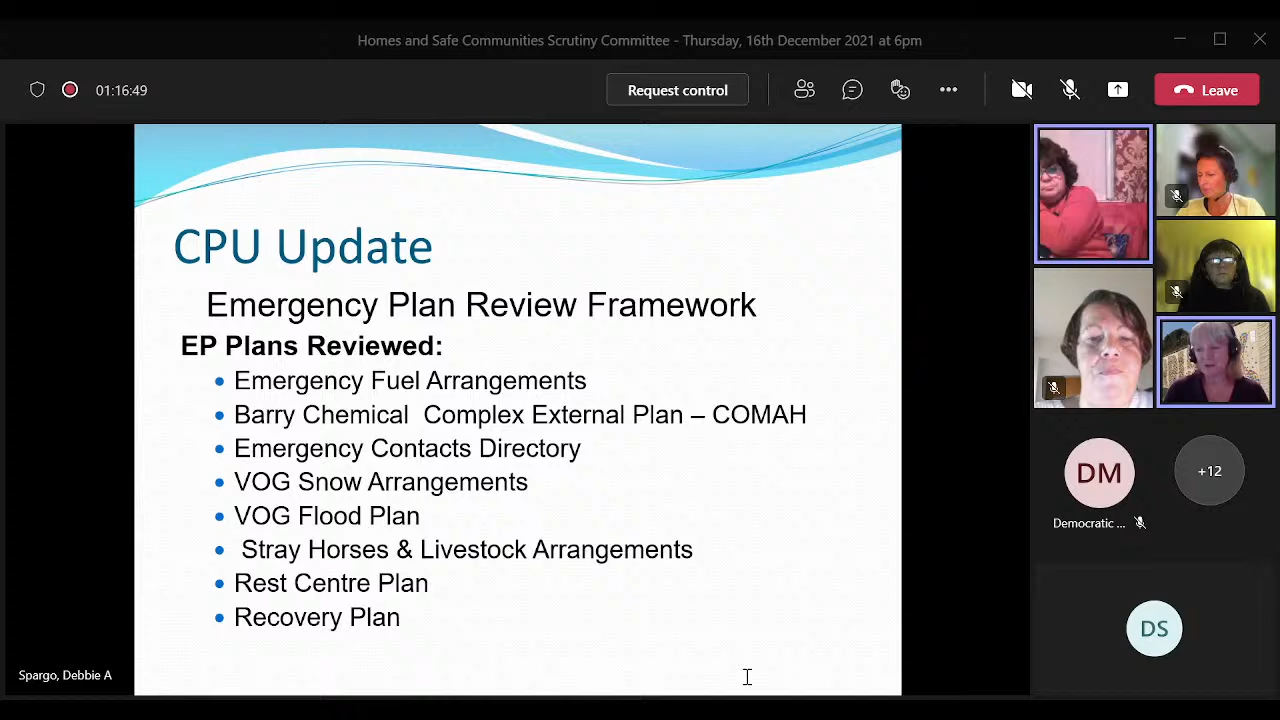 Homes and Safe Communities Scrutiny Committee - Thursday, 16th December 2021 at 6pm
01:16:49
Request control
Leave
CPU Update
Emergency Plan Review Framework
EP Plans Reviewed:
Emergency Fuel Arrangements
Barry Chemical Complex External Plan – COMAH
Emergency Contacts Directory
VOG Snow Arrangements
VOG Flood Plan
Stray Horses & Livestock Arrangements
Rest Centre Plan
Recovery Plan
Spargo, Debbie A
DM
+12
Democratic ...
DS